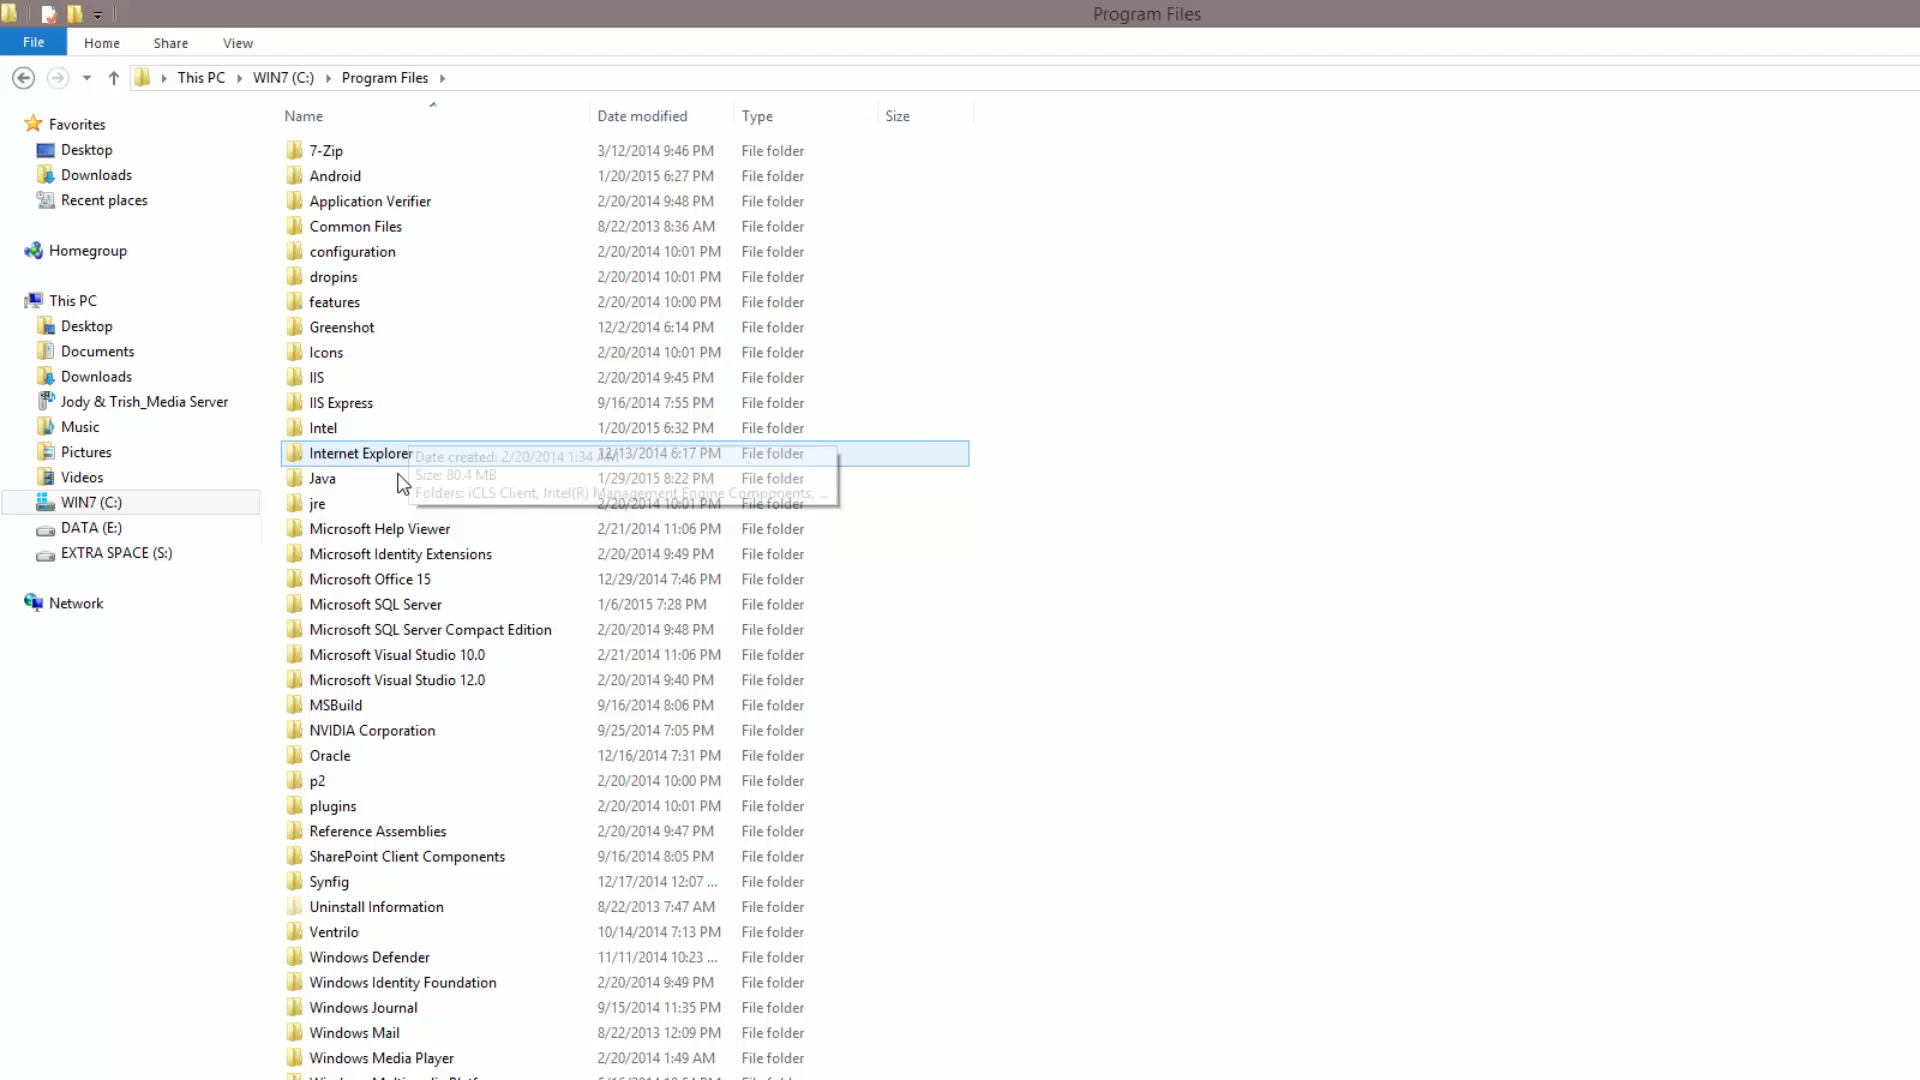 Program Files
File Home Share View
This PC WIN7 (C:) Program Files
Name Date modified Type Size
Favorites
Desktop
Downloads
Recent places
Homegroup
This PC
Desktop
Documents
Downloads
Jody & Trish_Media Server
Music
Pictures
Videos
WIN7 (C:)
DATA (E:)
EXTRA SPACE (S:)
Network
7-Zip 3/12/2014 9:46 PM File folder
Android 1/20/2015 6:27 PM File folder
Application Verifier 2/20/2014 9:48 PM File folder
Common Files 8/22/2013 8:36 AM File folder
configuration 2/20/2014 10:01 PM File folder
dropins 2/20/2014 10:01 PM File folder
features 2/20/2014 10:00 PM File folder
Greenshot 12/2/2014 6:14 PM File folder
Icons 2/20/2014 10:01 PM File folder
IIS 2/20/2014 9:45 PM File folder
IIS Express 9/16/2014 7:55 PM File folder
Intel 1/20/2015 6:32 PM File folder
Internet Explorer 12/13/2014 6:17 PM File folder
Date created: 2/20/2014 1:34 AM
Size: 80.4 MB
Folders: iCLS Client, Intel(R) Management Engine Components, ...
Java 1/29/2015 8:22 PM File folder
jre 2/20/2014 10:01 PM File folder
Microsoft Help Viewer 2/21/2014 11:06 PM File folder
Microsoft Identity Extensions 2/20/2014 9:49 PM File folder
Microsoft Office 15 12/29/2014 7:46 PM File folder
Microsoft SQL Server 1/6/2015 7:28 PM File folder
Microsoft SQL Server Compact Edition 2/20/2014 9:48 PM File folder
Microsoft Visual Studio 10.0 2/21/2014 11:06 PM File folder
Microsoft Visual Studio 12.0 2/20/2014 9:40 PM File folder
MSBuild 9/16/2014 8:06 PM File folder
NVIDIA Corporation 9/25/2014 7:05 PM File folder
Oracle 12/16/2014 7:31 PM File folder
p2 2/20/2014 10:00 PM File folder
plugins 2/20/2014 10:01 PM File folder
Reference Assemblies 2/20/2014 9:47 PM File folder
SharePoint Client Components 9/16/2014 8:05 PM File folder
Synfig 12/17/2014 12:07 ... File folder
Uninstall Information 8/22/2013 7:47 AM File folder
Ventrilo 10/14/2014 7:13 PM File folder
Windows Defender 11/11/2014 10:23 ... File folder
Windows Identity Foundation 2/20/2014 9:49 PM File folder
Windows Journal 9/15/2014 11:35 PM File folder
Windows Mail 8/22/2013 12:09 PM File folder
Windows Media Player 2/20/2014 1:49 AM File folder